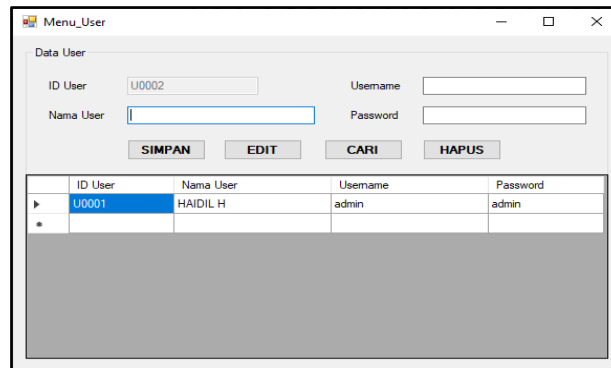 Menu_User
Data User
ID User U0002 Username
Nama User Password
SIMPAN EDIT CARI HAPUS
ID User Nama User Username Password
U0001 HAIDIL H admin admin